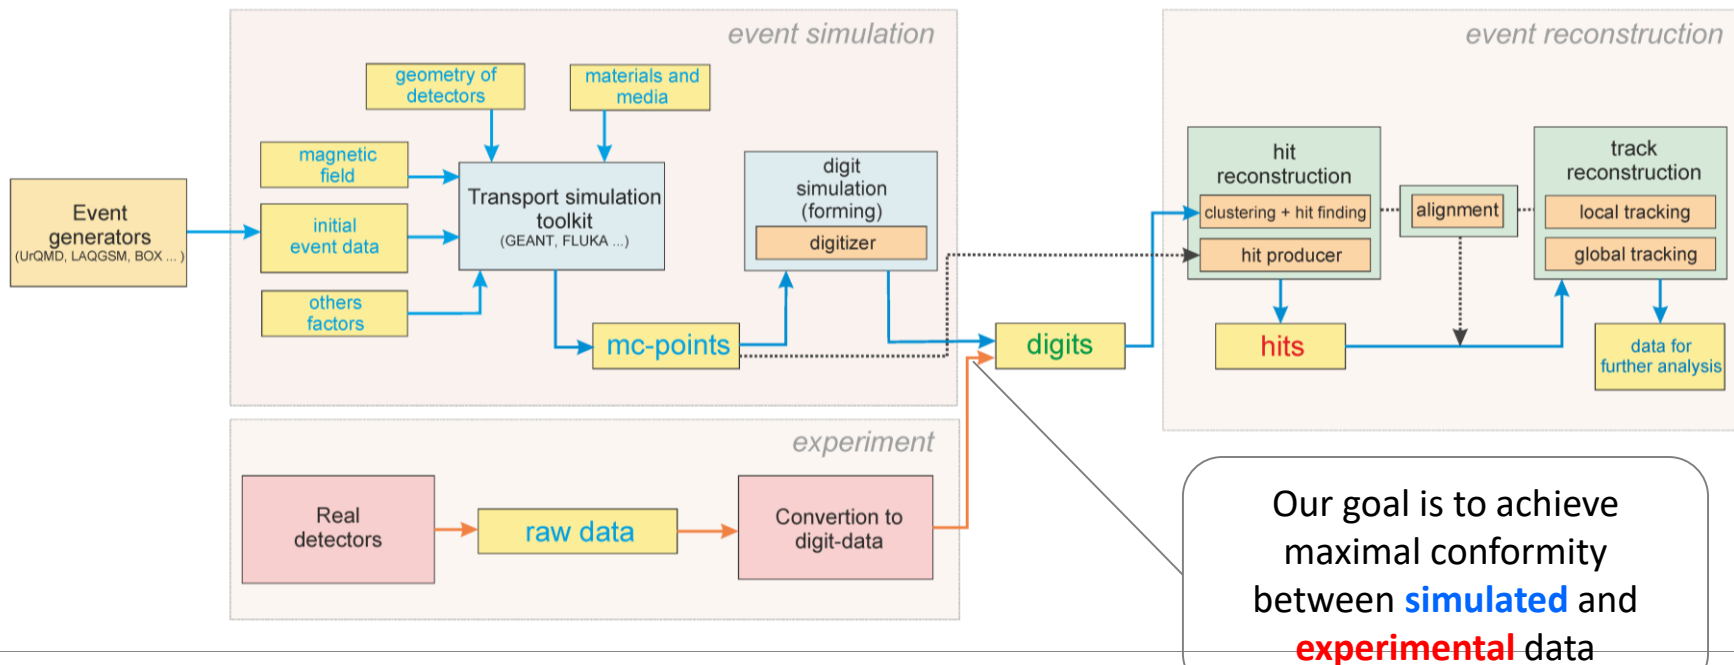 event simulation
event reconstruction
geometry of
detectors
materials and
media
magnetic
field
Event
generators
(UrQMD, LAQGSM, BOX ... )
initial
event data
others
factors
Transport simulation
toolkit
(GEANT, FLUKA ...)
mc-points
digit
simulation
(forming)
digitizer
digits
hit
reconstruction
clustering + hit finding
hit producer
alignment
track
reconstruction
local tracking
global tracking
hits
data for
further analysis
experiment
Real
detectors
raw data
Convertion to
digit-data
Our goal is to achieve
maximal conformity
between simulated and
experimental data